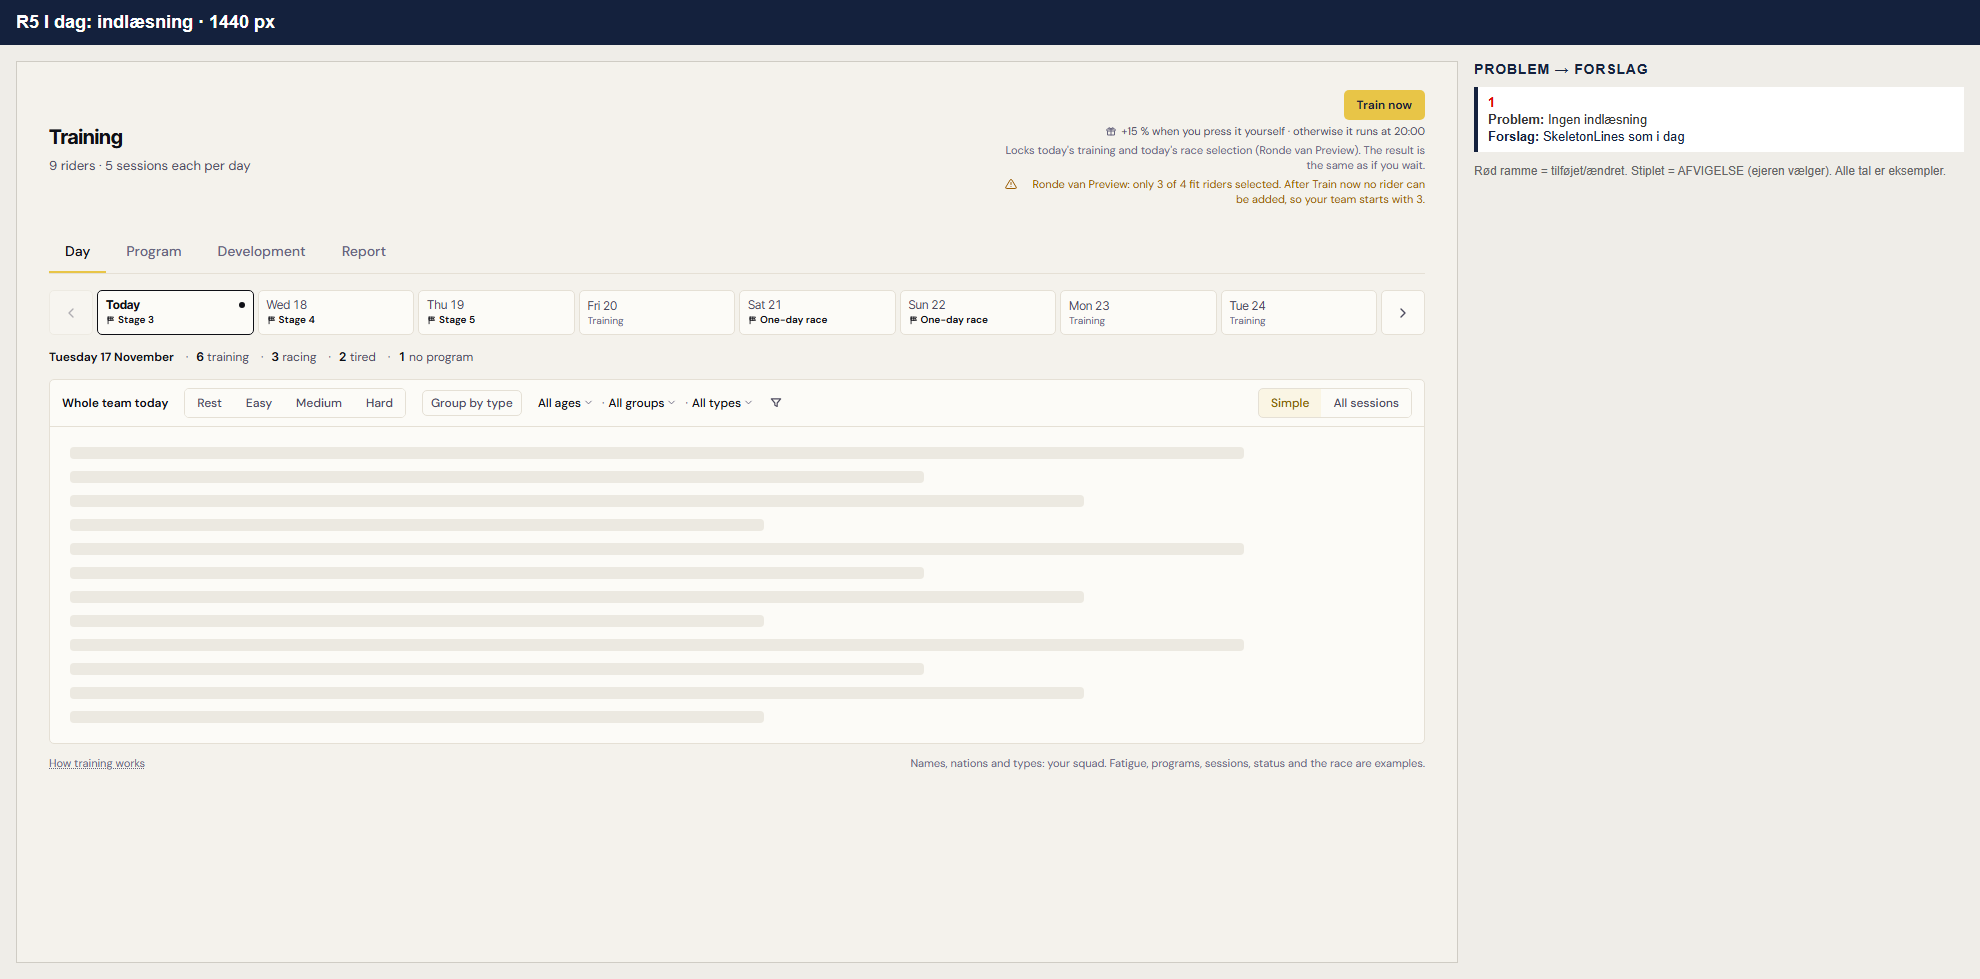 R5 I dag: indlæsning · 1440 px
Train now
+15 % when you press it yourself · otherwise it runs at 20:00
Training
9 riders · 5 sessions each per day
Locks today's training and today's race selection (Ronde van Preview). The result is
the same as if you wait.
Ronde van Preview: only 3 of 4 fit riders selected. After Train now no rider can
be added, so your team starts with 3.
Day Program Development Report
Today
Stage 3
Wed 18
Stage 4
Thu 19
Stage 5
Fri 20
Training
Sat 21
One-day race
Sun 22
One-day race
Mon 23
Training
Tue 24
Training
Tuesday 17 November · 6 training · 3 racing · 2 tired · 1 no program
Whole team today Rest Easy Medium Hard Group by type All ages · All groups · All types Simple All sessions
How training works
Names, nations and types: your squad. Fatigue, programs, sessions, status and the race are examples.
PROBLEM → FORSLAG
1
Problem: Ingen indlæsning
Forslag: SkeletonLines som i dag
Rød ramme = tilføjet/ændret. Stiplet = AFVIGELSE (ejeren vælger). Alle tal er eksempler.